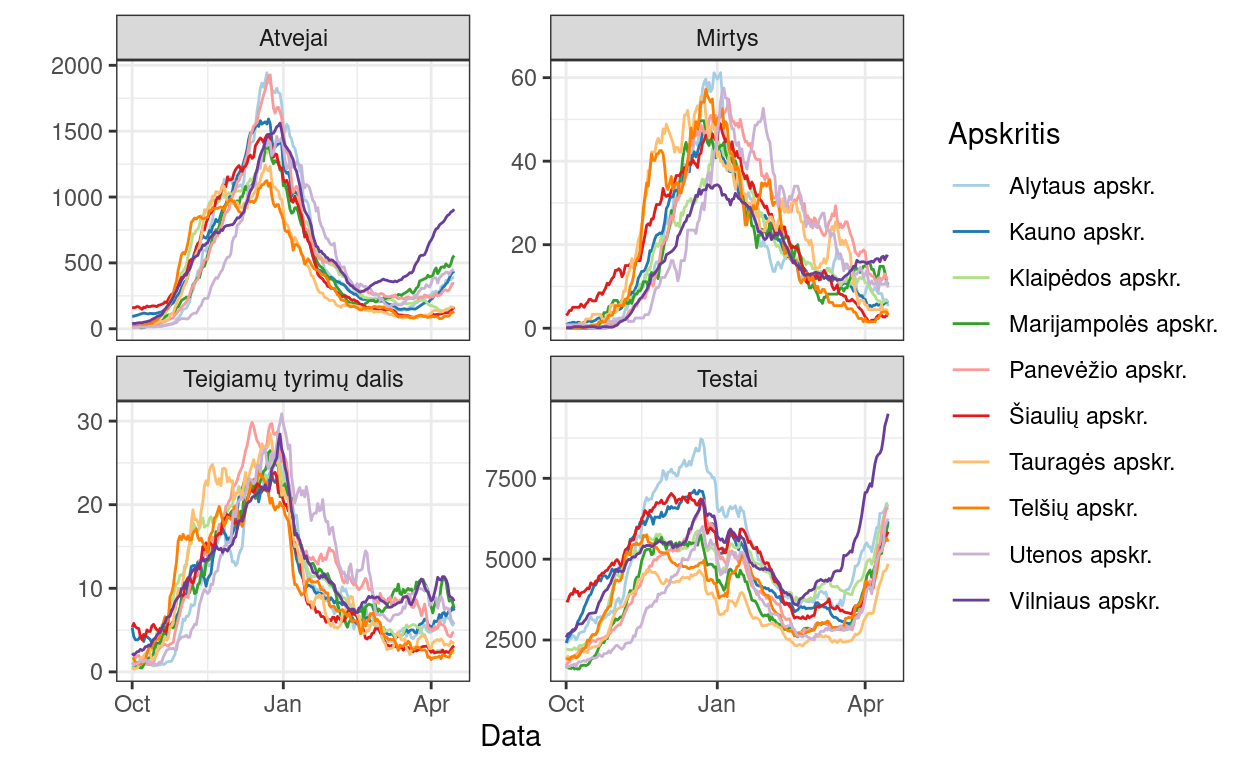 Atvejai
2000
1500
1000
500
0
Mirtys
60
40
20
0
Teigiamų tyrimų dalis
30
20
10
0
Oct Jan Apr
Testai
7500
5000
2500
Oct Jan Apr
Data
Apskritis
Alytaus apskr.
Kauno apskr.
Klaipėdos apskr.
Marijampolės apskr.
Panevėžio apskr.
Šiaulių apskr.
Tauragės apskr.
Telšių apskr.
Utenos apskr.
Vilniaus apskr.